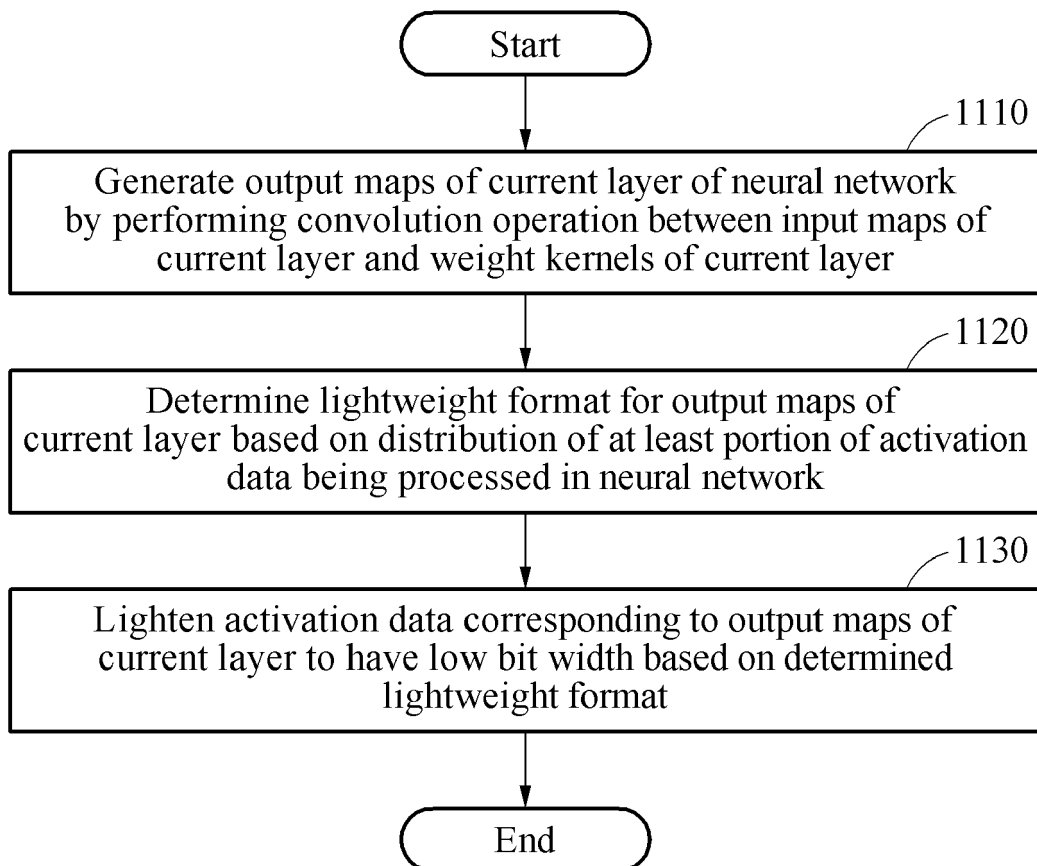 Start
1110
Generate output maps of current layer of neural network
by performing convolution operation between input maps of
current layer and weight kernels of current layer
1120
Determine lightweight format for output maps of
current layer based on distribution of at least portion of activation
data being processed in neural network
1130
Lighten activation data corresponding to output maps of
current layer to have low bit width based on determined
lightweight format
End